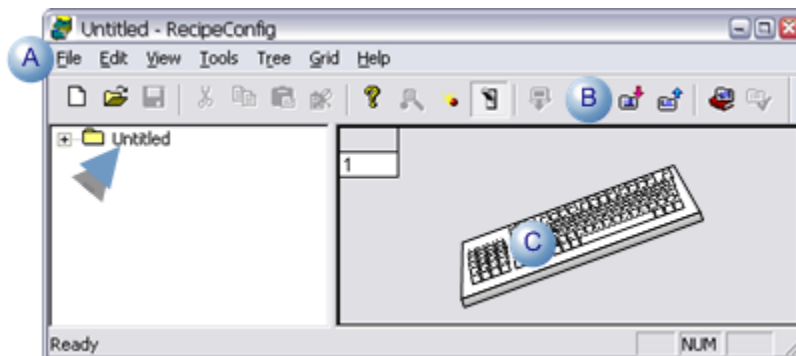 Untitled - RecipeConfig
A File Edit View Tools Tree Grid Help
B
Untitled
1
C
Ready NUM